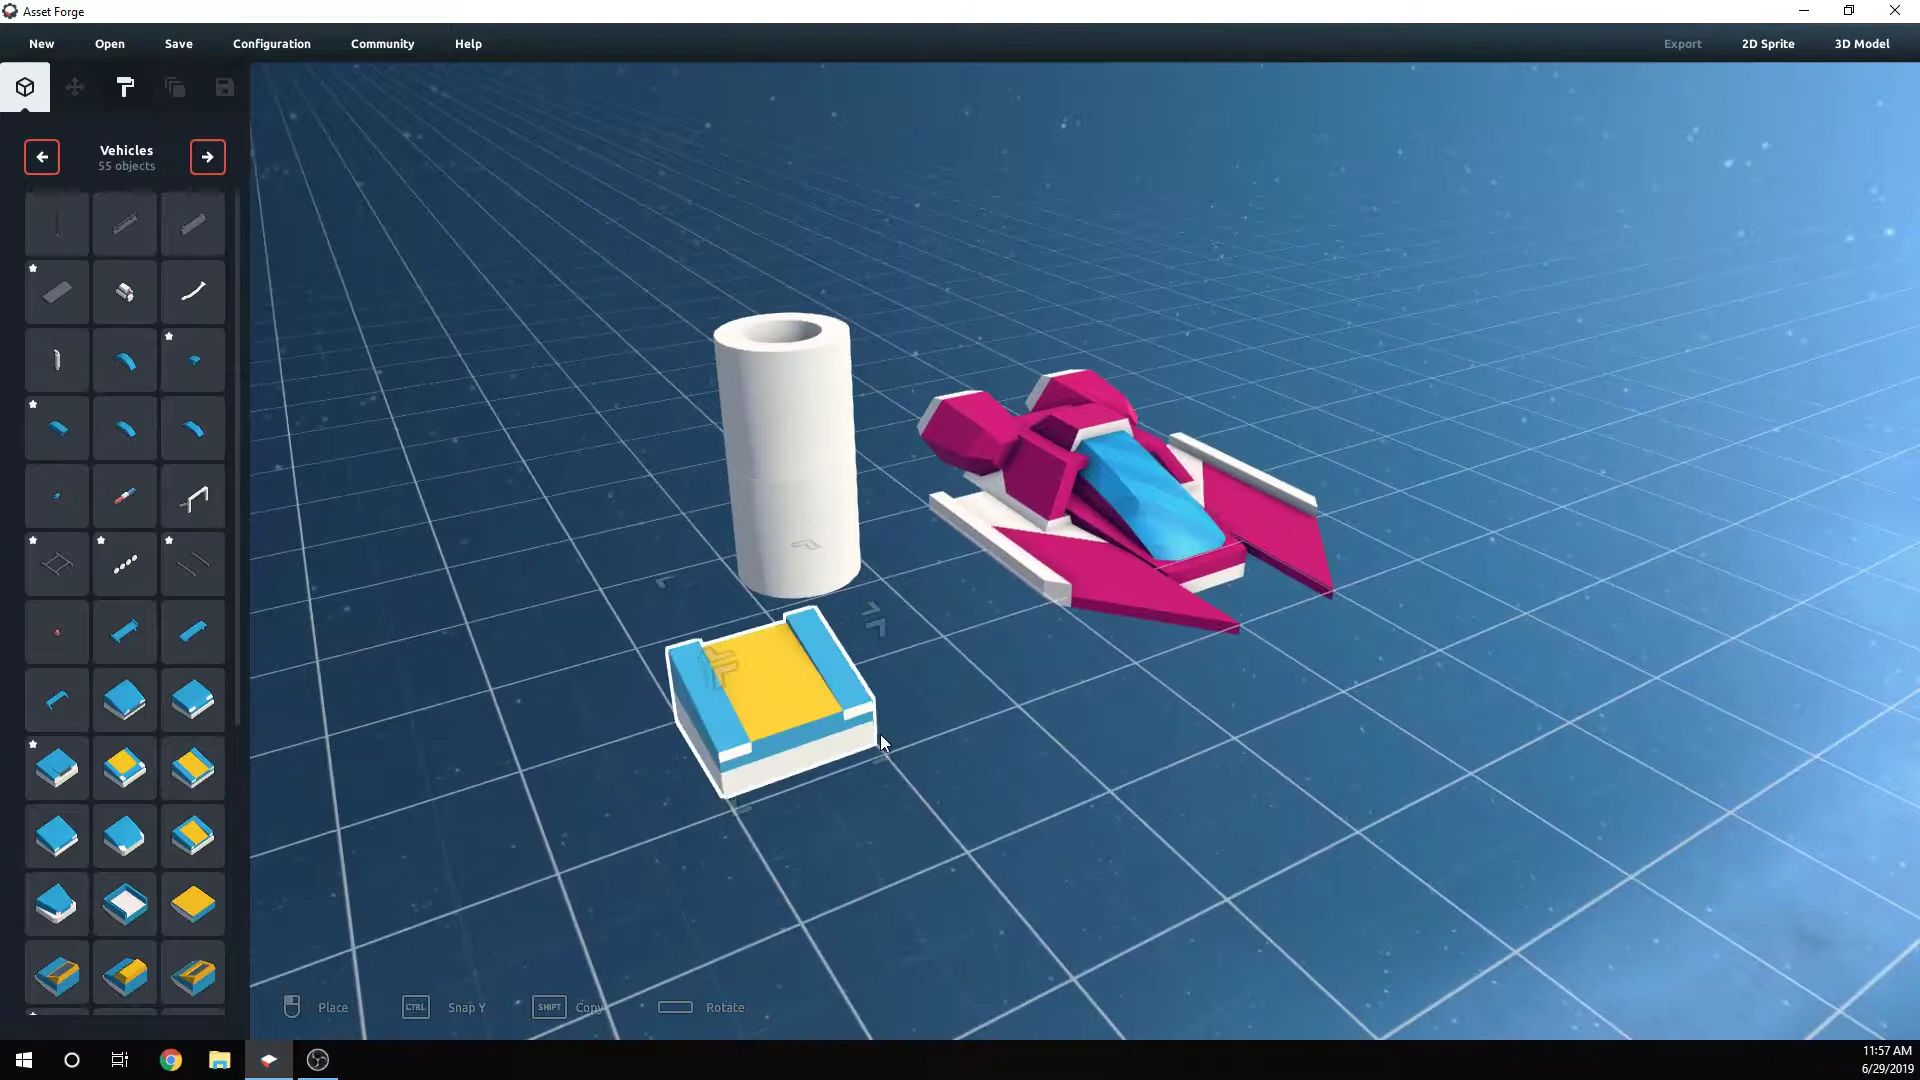 Asset Forge
New Open Save Configuration Community Help Export 2D Sprite 3D Model
Vehicles
55 objects
Place CTRL Snap Y SHIFT Copy Rotate
11:57 AM
6/29/2019